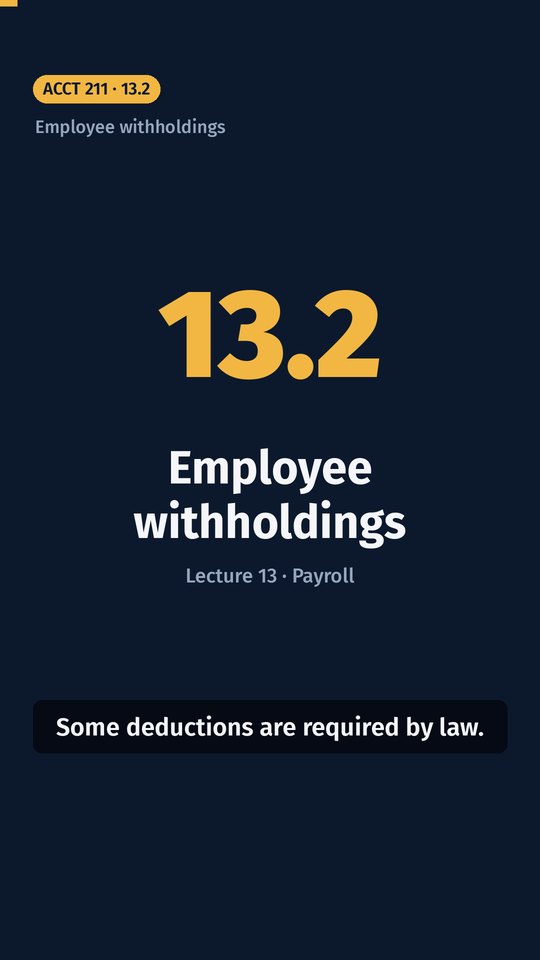 ACCT 211 · 13.2
Employee withholdings
13.2
Employee
withholdings
Lecture 13 · Payroll
Some deductions are required by law.